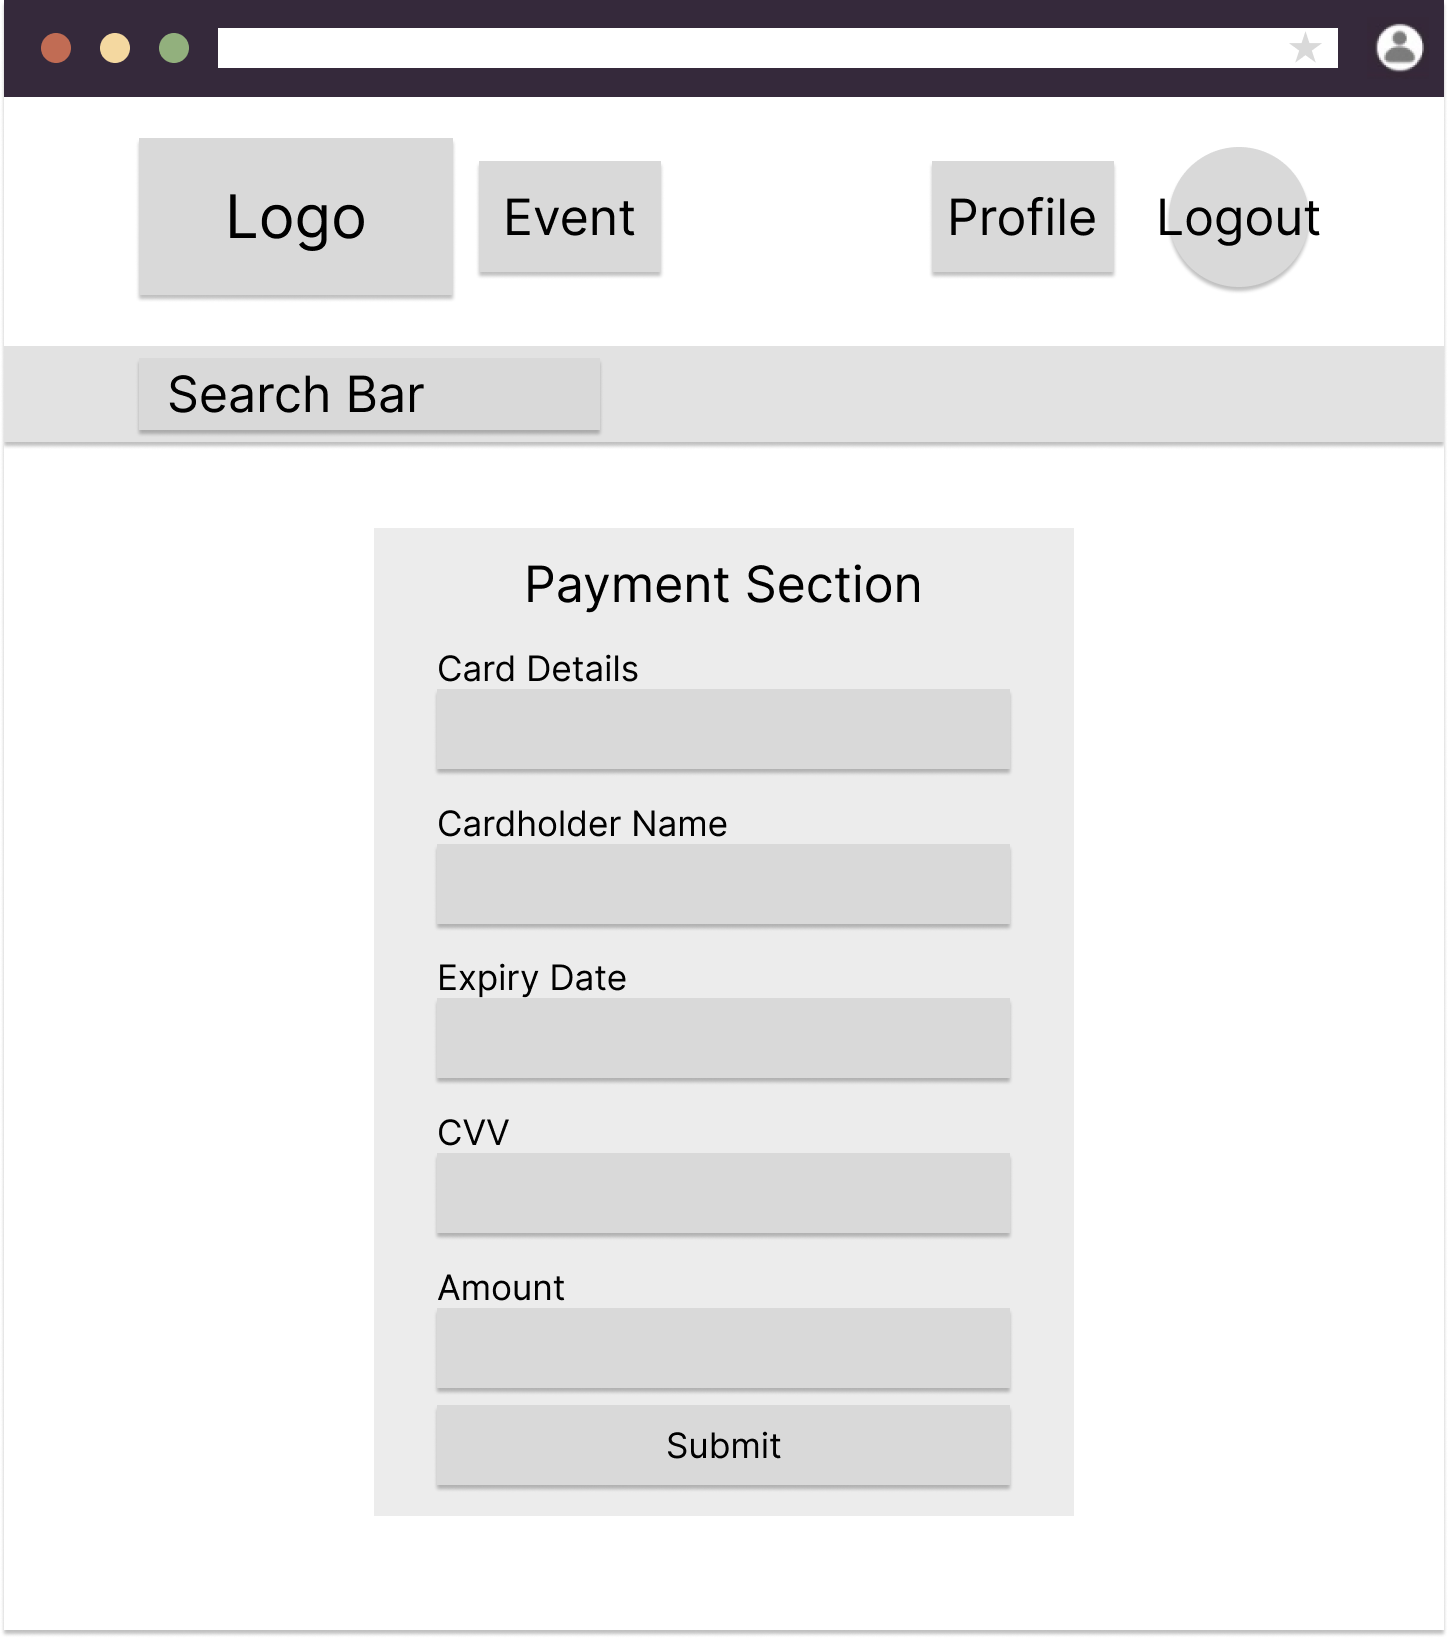 Logo
Event
Profile
Logout
Search Bar
Payment Section
Card Details
Cardholder Name
Expiry Date
CVV
Amount
Submit